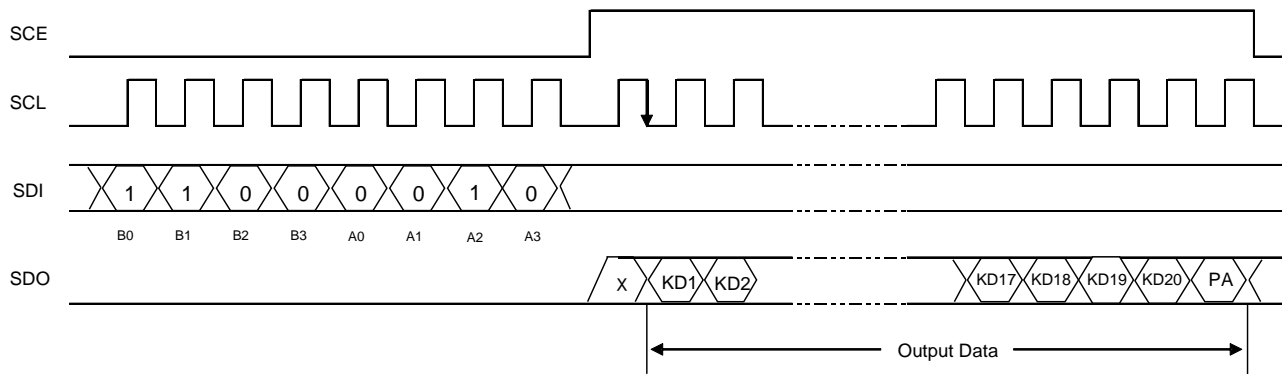 SCE
SCL
SDI
1 1 0 0 0 0 1 0
B0 B1 B2 B3 A0 A1 A2 A3
SDO
X KD1 KD2 KD17 KD18 KD19 KD20 PA
Output Data